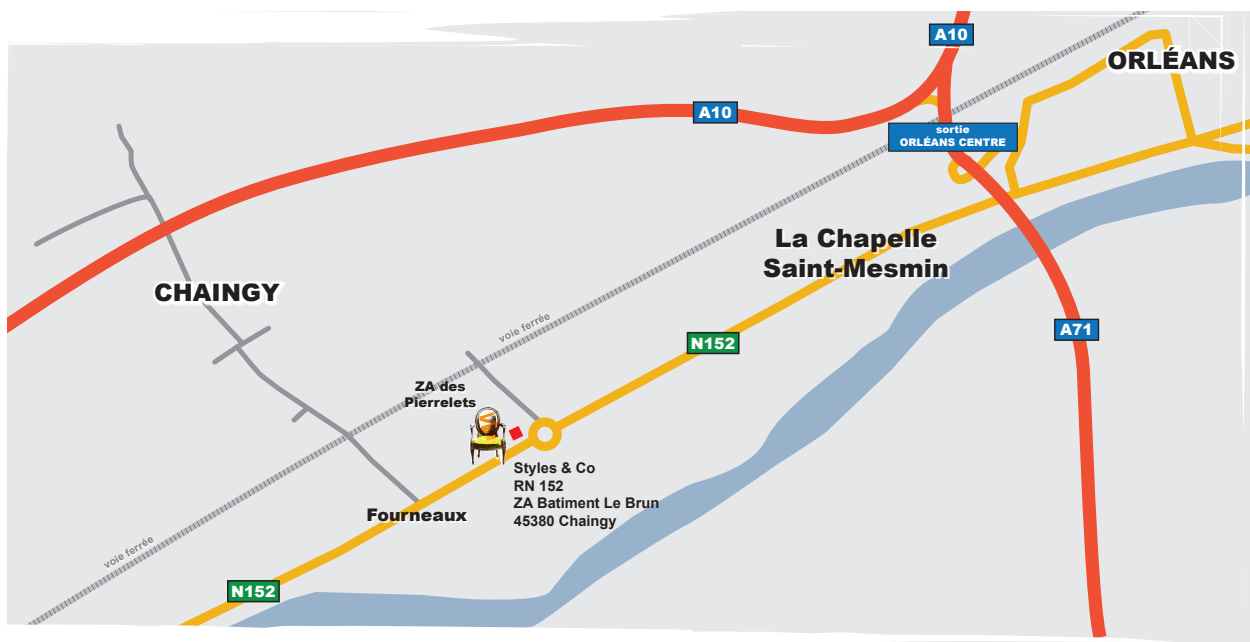 A10
ORLÉANS
A10
sortie
ORLÉANS CENTRE
La Chapelle
Saint-Mesmin
CHAINGY
voie ferrée
A71
N152
ZA des
Pierrelets
Styles & Co
RN 152
ZA Batiment Le Brun
45380 Chaingy
Fourneaux
voie ferrée
N152